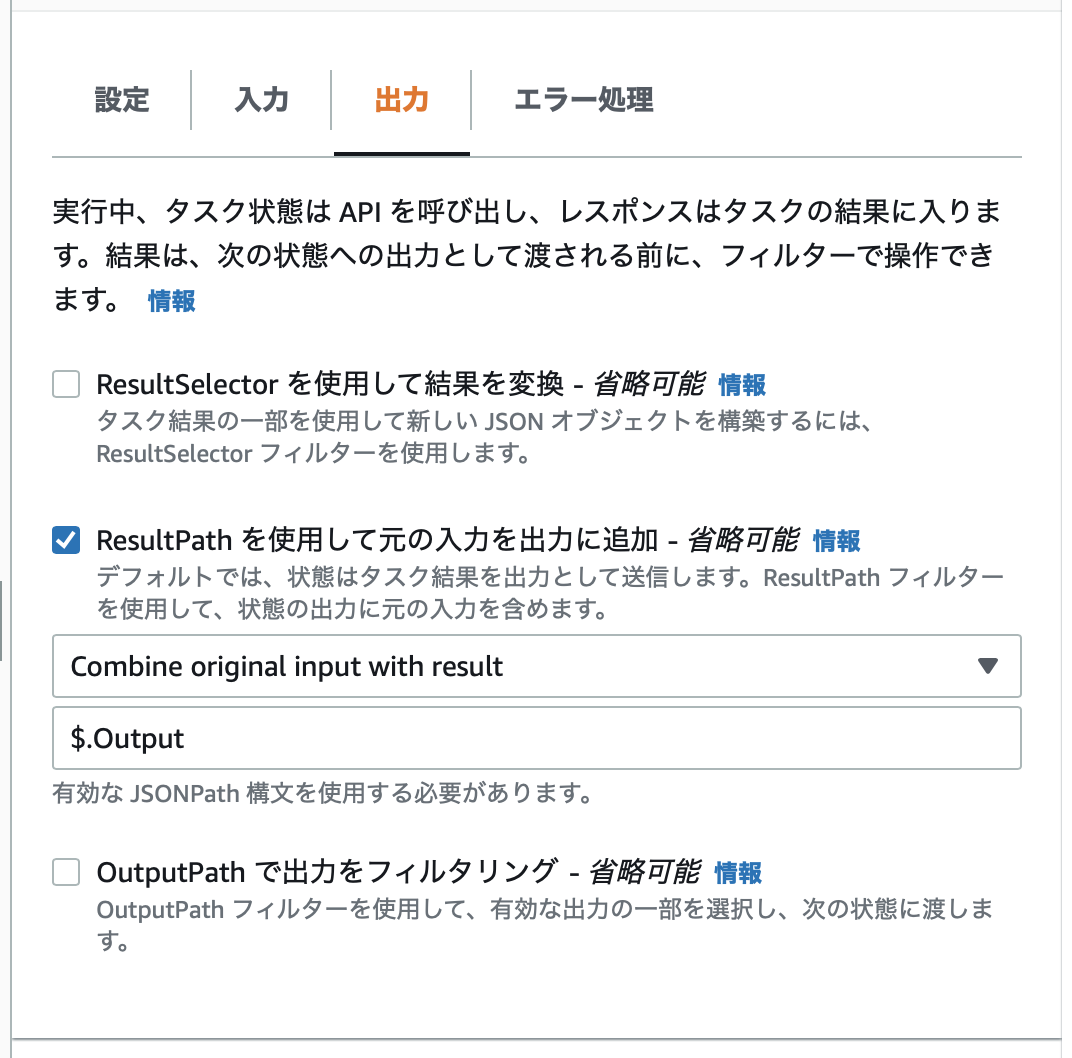 設定 入力 出力 エラー処理
実行中、タスク状態は API を呼び出し、レスポンスはタスクの結果に入りま
す。結果は、次の状態への出力として渡される前に、フィルターで操作でき
ます。 情報
ResultSelector を使用して結果を変換 - 省略可能 情報
タスク結果の一部を使用して新しい JSON オブジェクトを構築するには、
ResultSelector フィルターを使用します。
ResultPath を使用して元の入力を出力に追加 - 省略可能 情報
デフォルトでは、状態はタスク結果を出力として送信します。ResultPath フィルター
を使用して、状態の出力に元の入力を含めます。
Combine original input with result
$.Output
有効な JSONPath 構文を使用する必要があります。
OutputPath で出力をフィルタリング - 省略可能 情報
OutputPath フィルターを使用して、有効な出力の一部を選択し、次の状態に渡しま
す。